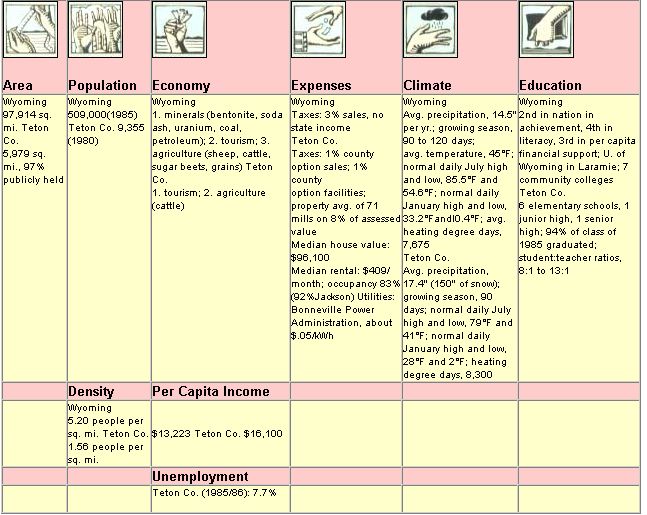 Area
Population
Economy
Expenses
Climate
Education
Wyoming
97,914 sq.
mi. Teton
Co.
5,979 sq.
mi., 97%
publicly held
Wyoming
509,000(1985)
Teton Co. 9,355
(1980)
Wyoming
1. minerals (bentonite, soda
ash, uranium, coal,
petroleum); 2. tourism; 3.
agriculture (sheep, cattle,
sugar beets, grains) Teton
Co.
1. tourism; 2. agriculture
(cattle)
Wyoming
Taxes: 3% sales, no
state income
Teton Co.
Taxes: 1% county
option sales; 1%
county
option facilities;
property avg. of 71
mills on 8% of assessed
value
Median house value:
$96,100
Median rental: $409/
month; occupancy 83%
(92%Jackson) Utilities:
Bonneville Power
Administration, about
$.05/kWh
Wyoming
Avg. precipitation, 14.5"
per yr.; growing season,
90 to 120 days;
avg. temperature, 45°F;
normal daily July
high and low, 85.5°F and
54.6°F; normal daily
January high and low,
33.2°Fandl0.4°F; avg.
heating degree days,
7,675
Teton Co.
Avg. precipitation,
17.4" (150" of snow);
growing season, 90
days; normal daily July
high and low, 79°F and
41°F; normal daily
January high and low,
28°F and 2°F; heating
degree days, 8,300
Wyoming
2nd in nation in
achievement, 4th in
literacy, 3rd in per capita
financial support; U. of
Wyoming in Laramie; 7
community colleges
Teton Co.
6 elementary schools, 1
junior high, 1 senior
high; 94% of class of
1985 graduated;
student:teacher ratios,
8:1 to 13:1
Density
Per Capita Income
Wyoming
5.20 people per
sq. mi. Teton Co.
1.56 people per
sq. mi.
$13,223 Teton Co. $16,100
Unemployment
Teton Co. (1985/86): 7.7%